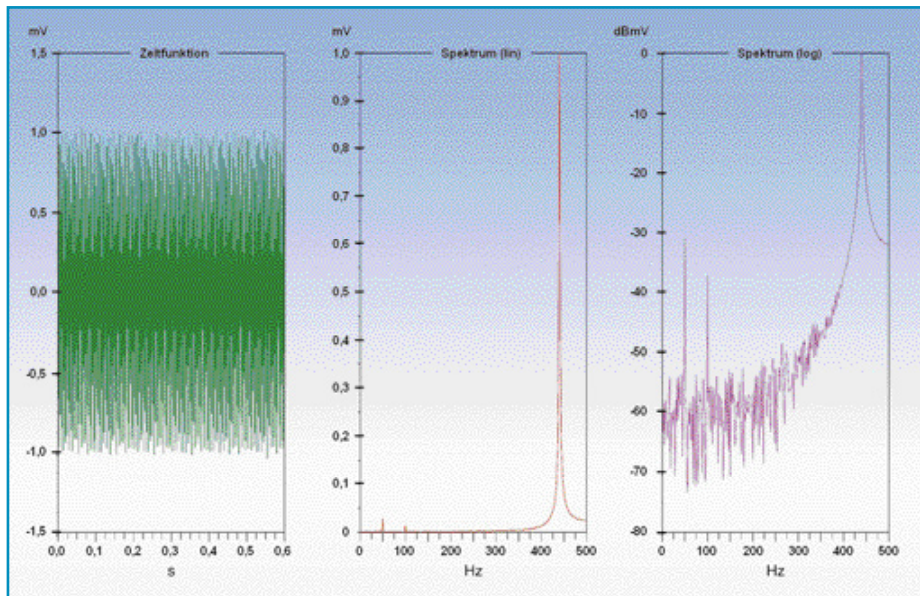 mV
Zeitfunktion
1,5
1,0
0,5
0,0
-0,5
-1,0
-1,5
0,0 0,1 0,2 0,3 0,4 0,5 0,6
s
mV
Spektrum (lin)
1,0
0,9
0,8
0,7
0,6
0,5
0,4
0,3
0,2
0,1
0
0 100 200 300 400 500
Hz
dBmV
Spektrum (log)
0
-10
-20
-30
-40
-50
-60
-70
-80
0 100 200 300 400 500
Hz